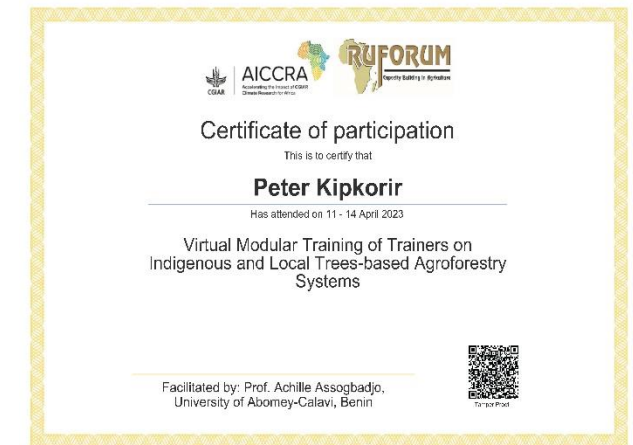 CGIAR
AICCRA
Accelerating the Impact of CGIAR
Climate Research for Africa
RUFORUM
Capacity Building in Agriculture
Certificate of participation
This is to certify that
Peter Kipkorir
Has attended on 11 - 14 April 2023
Virtual Modular Training of Trainers on
Indigenous and Local Trees-based Agroforestry
Systems
Facilitated by: Prof. Achille Assogbadjo,
University of Abomey-Calavi, Benin
Tamper Proof